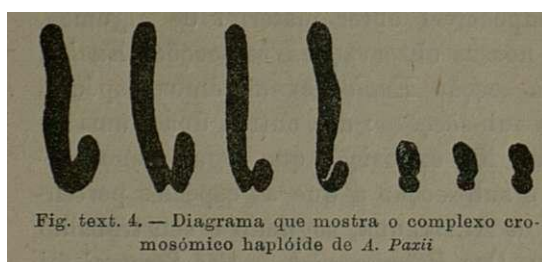 Fig. text. 4. — Diagrama que mostra o complexo cro-
mosómico haplóide de A. Paxii